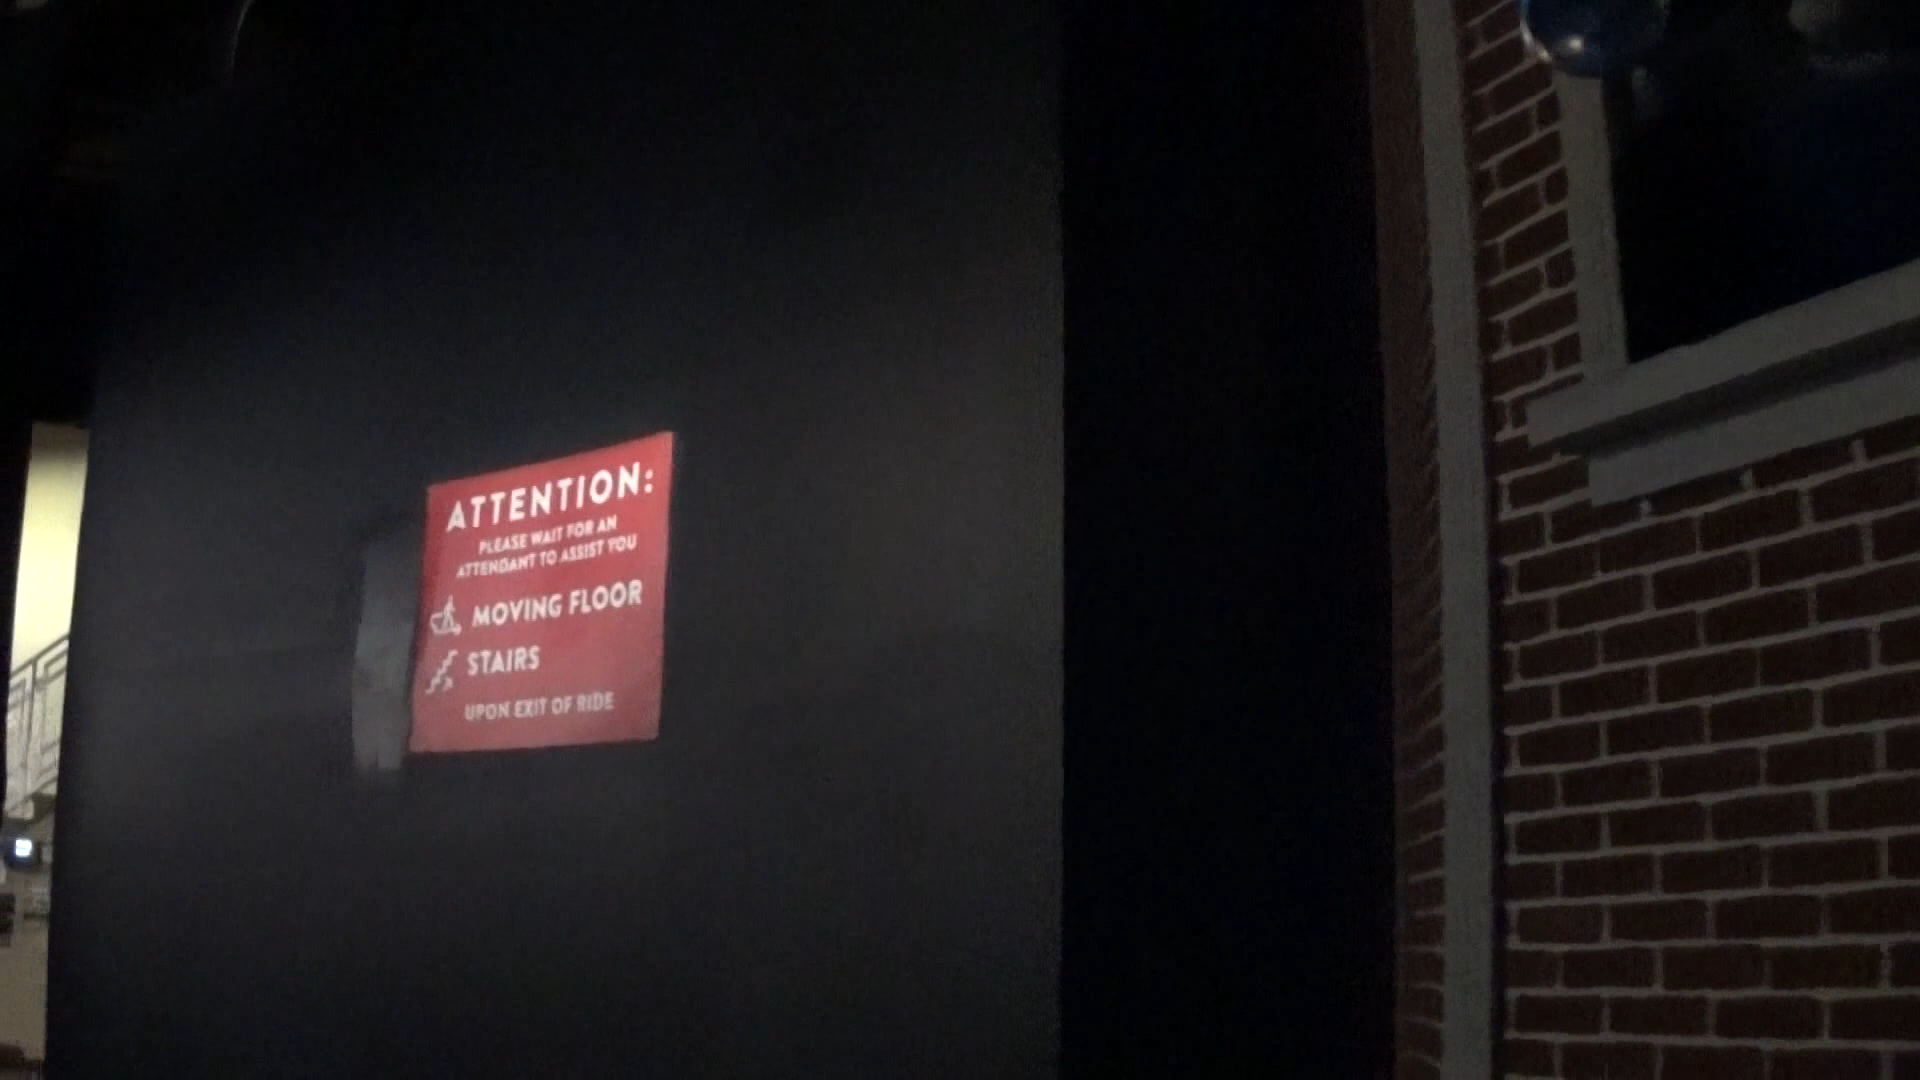 ATTENTION:
PLEASE WAIT FOR AN
ATTENDANT TO ASSIST YOU
MOVING FLOOR
STAIRS
UPON EXIT OF RIDE